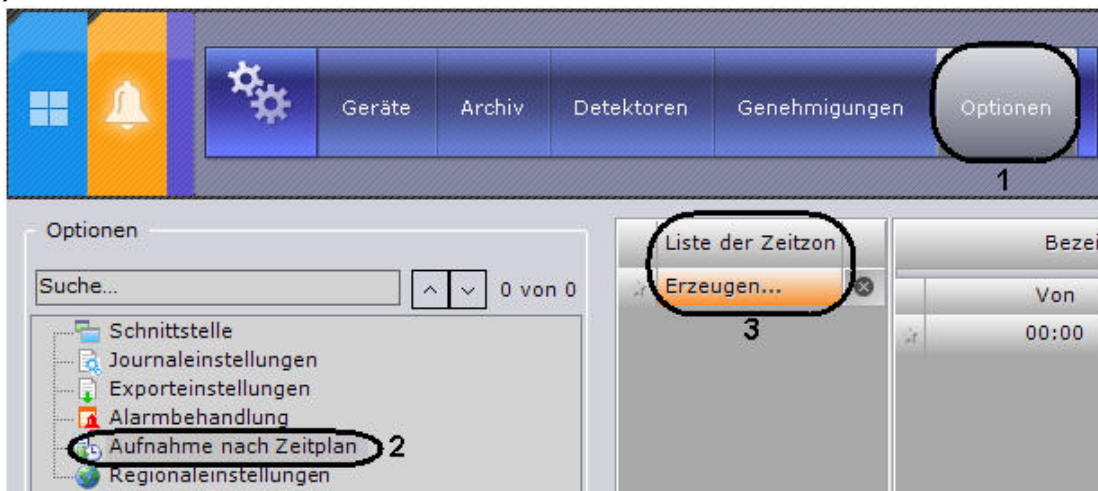 Geräte Archiv Detektoren Genehmigungen Optionen
1
Optionen
Suche...
0 von 0
Schnittstelle
Journaleinstellungen
Exporteinstellungen
Alarmbehandlung
Aufnahme nach Zeitplan 2
Regionaleinstellungen
Liste der Zeitzon
Erzeugen...
3
Bezei
Von
00:00